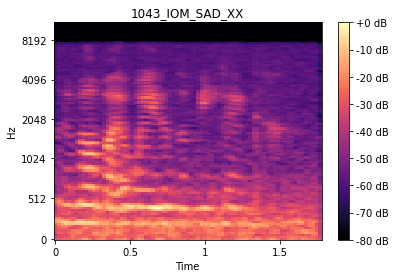 1043_IOM_SAD_XX
8192
4096
2048
1024
512
0
Hz
0
0.5
1
1.5
Time
+0 dB
-10 dB
-20 dB
-30 dB
-40 dB
-50 dB
-60 dB
-70 dB
-80 dB